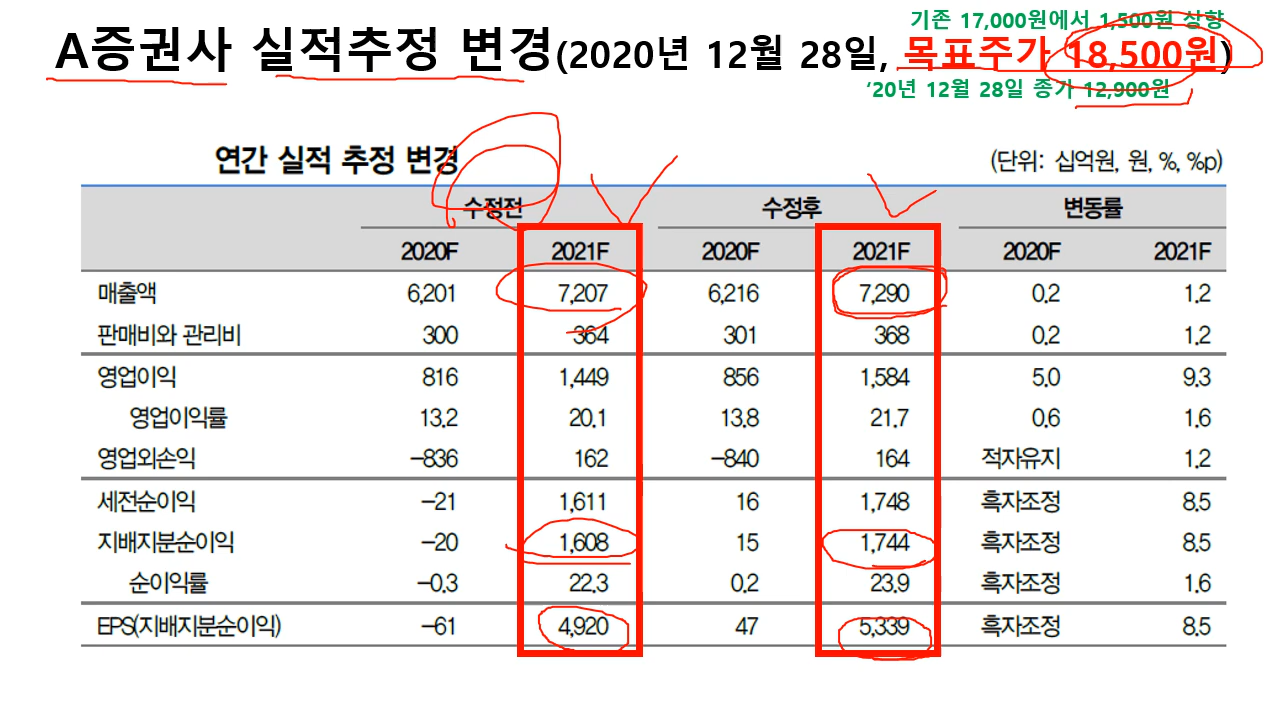 기존 17,000원에서 1,500원 상향
A증권사 실적추정 변경(2020년 12월 28일, 목표주가 18,500원)
‘20년 12월 28일 종가 12,900원
연간 실적 추정 변경 (단위: 십억원, 원, %, %p)
수정전 수정후 변동률
2020F 2021F 2020F 2021F 2020F 2021F
매출액 6,201 7,207 6,216 7,290 0.2 1.2
판매비와 관리비 300 364 301 368 0.2 1.2
영업이익 816 1,449 856 1,584 5.0 9.3
영업이익률 13.2 20.1 13.8 21.7 0.6 1.6
영업외손익 −836 162 −840 164 적자유지 1.2
세전순이익 −21 1,611 16 1,748 흑자조정 8.5
지배지분순이익 −20 1,608 15 1,744 흑자조정 8.5
순이익률 −0.3 22.3 0.2 23.9 흑자조정 1.6
EPS(지배지분순이익) −61 4,920 47 5,339 흑자조정 8.5